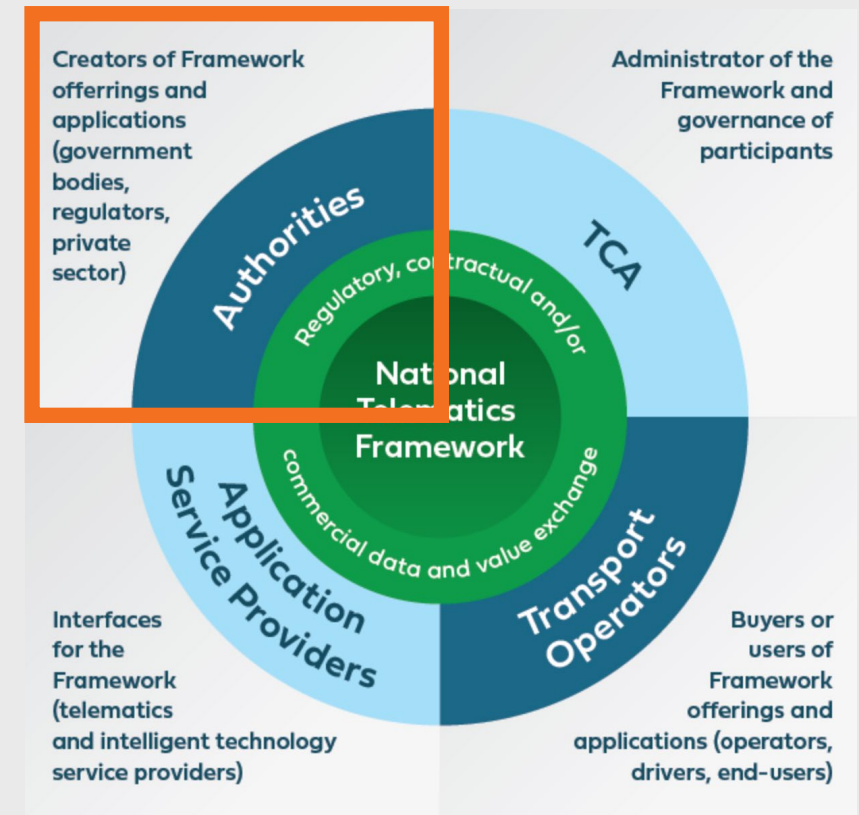 Creators of Framework
offerrings and
applications
(government
bodies,
regulators,
private
sector)
Authorities
Administrator of the
Framework and
governance of
participants
TCA
Regulatory, contractual and/or
commercial data and value exchange
National
Telematics
Framework
Application
Service Providers
Interfaces
for the
Framework
(telematics
and intelligent technology
service providers)
Transport
Operators
Buyers or
users of
Framework
offerings and
applications (operators,
drivers, end-users)